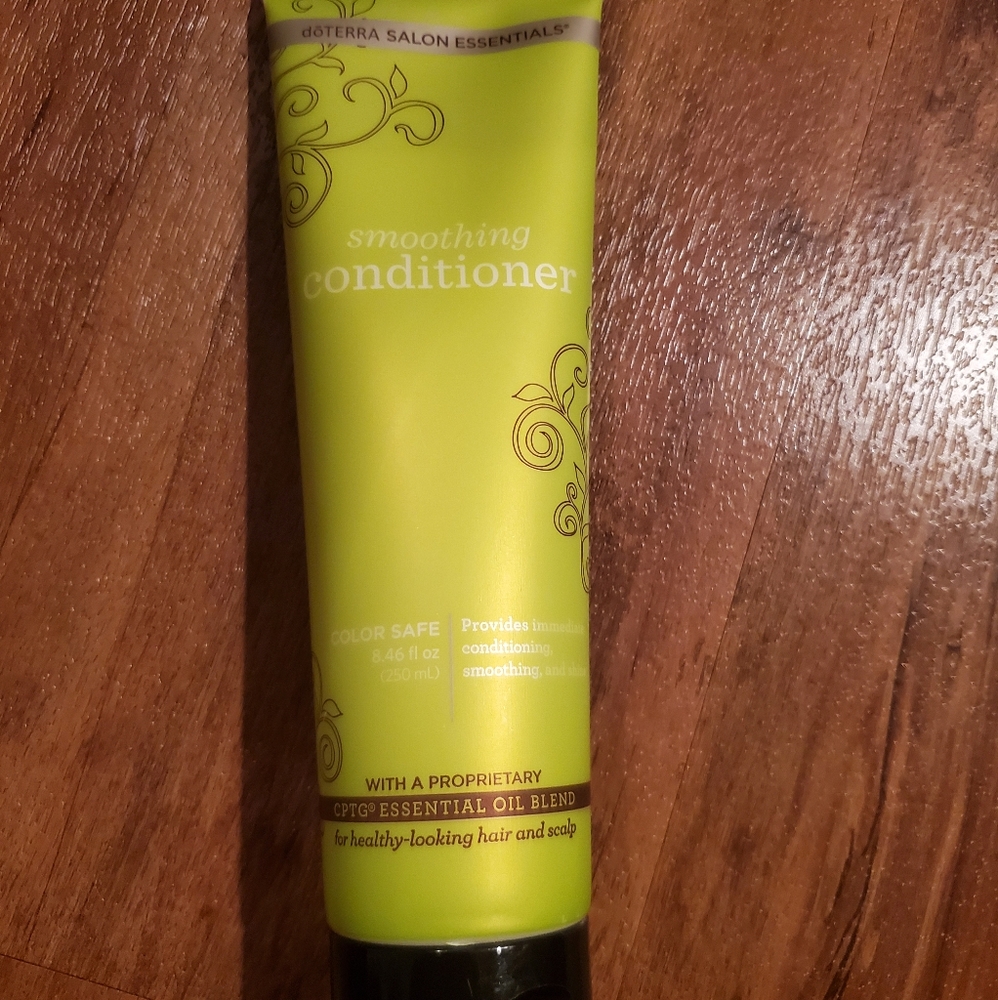 dōTERRA SALON ESSENTIALS®
smoothing
conditioner
COLOR SAFE
8.46 fl oz
(250 mL)
Provides immediate
conditioning,
smoothing, and
WITH A PROPRIETARY
CPTG® ESSENTIAL OIL BLEND
for healthy-looking hair and scalp